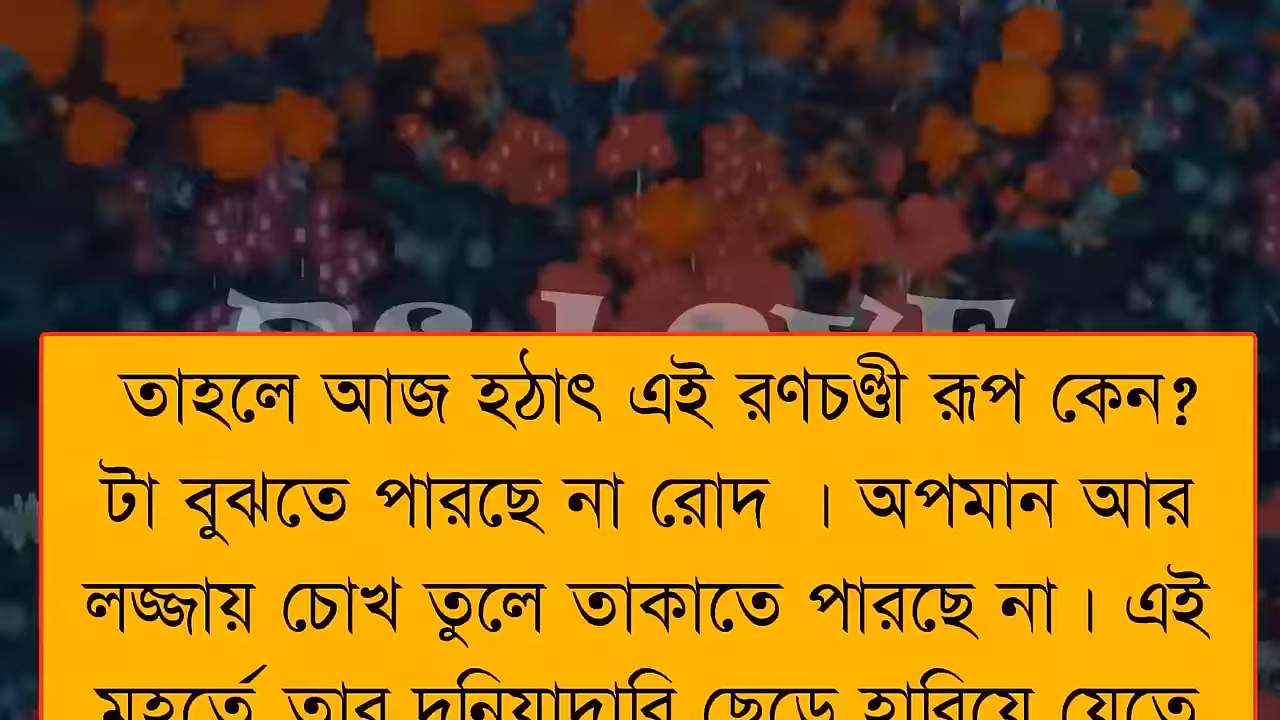 তাহলে আজ হঠাৎ এই রণচণ্ডী রূপ কেন?
টা বুঝতে পারছে না রোদ । অপমান আর
লজ্জায় চোখ তুলে তাকাতে পারছে না। এই
মুহূর্তে তার দুনিয়াদারি ছেড়ে হারিয়ে যেতে